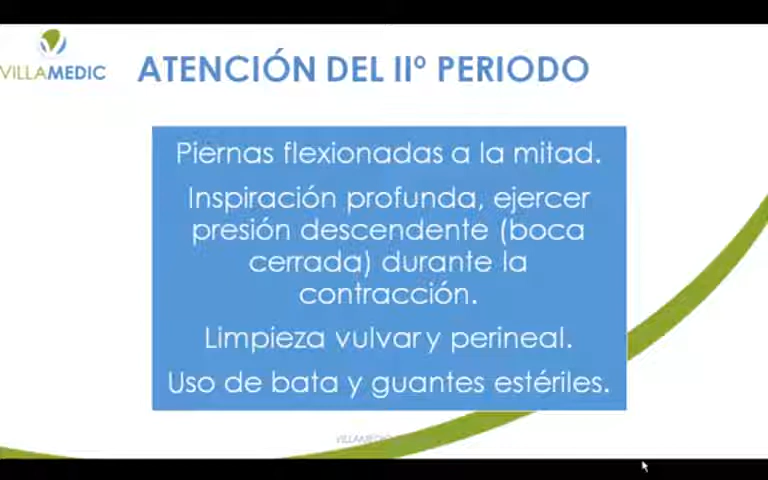 VILLAMEDIC
ATENCIÓN DEL IIº PERIODO
Piernas flexionadas a la mitad.
Inspiración profunda, ejercer
presión descendente (boca
cerrada) durante la
contracción.
Limpieza vulvar y perineal.
Uso de bata y guantes estériles.